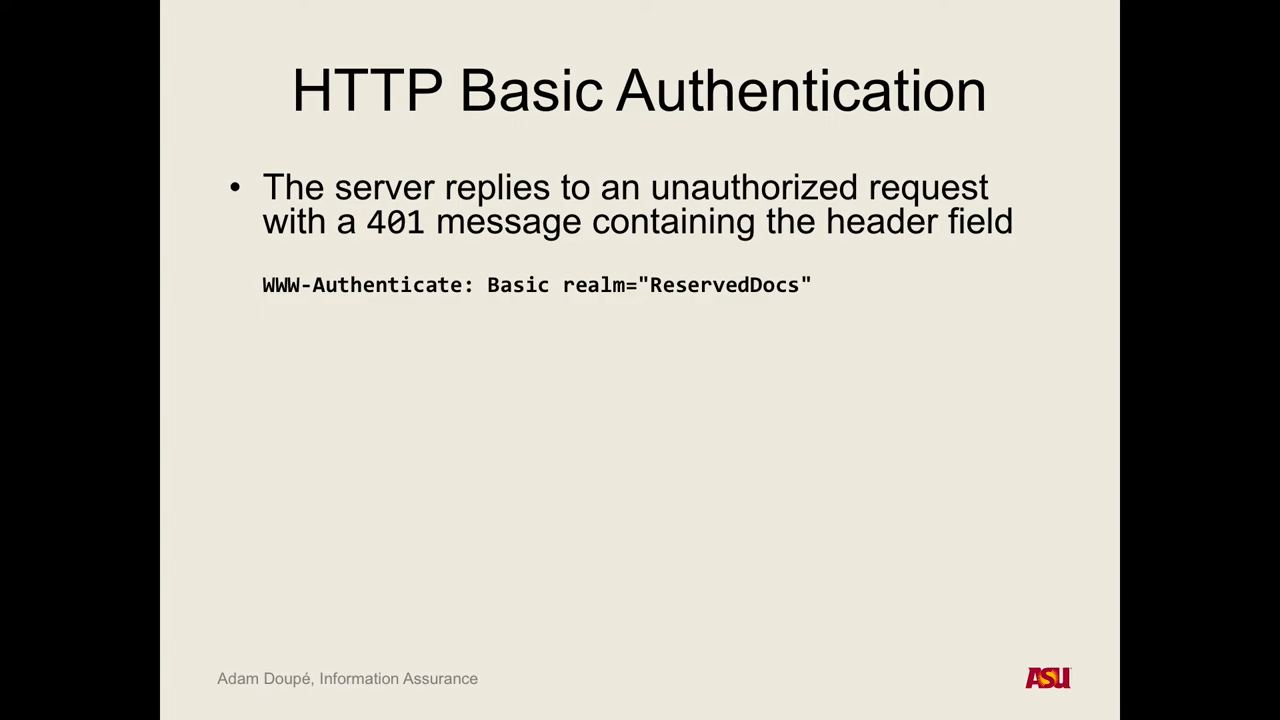 HTTP Basic Authentication
• The server replies to an unauthorized request
with a 401 message containing the header field
WWW-Authenticate: Basic realm="ReservedDocs"
Adam Doupé, Information Assurance
ASU